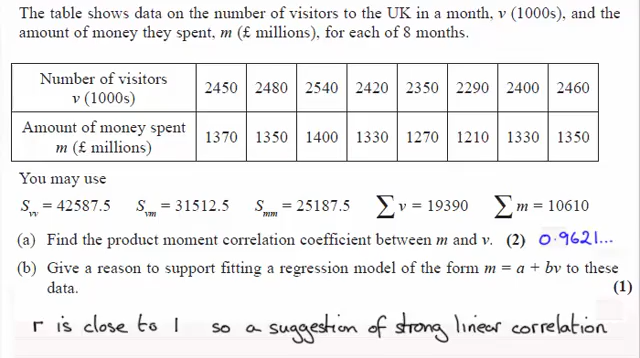 The table shows data on the number of visitors to the UK in a month, v (1000s), and the
amount of money they spent, m (£ millions), for each of 8 months.
Number of visitors v (1000s) 2450 2480 2540 2420 2350 2290 2400 2460
Amount of money spent m (£ millions) 1370 1350 1400 1330 1270 1210 1330 1350
You may use
Svv = 42587.5 Svm = 31512.5 Smm = 25187.5 ∑v = 19390 ∑m = 10610
(a) Find the product moment correlation coefficient between m and v. (2) 0.9621...
(b) Give a reason to support fitting a regression model of the form m = a + bv to these
data. (1)
r is close to 1 so a suggestion of strong linear correlation